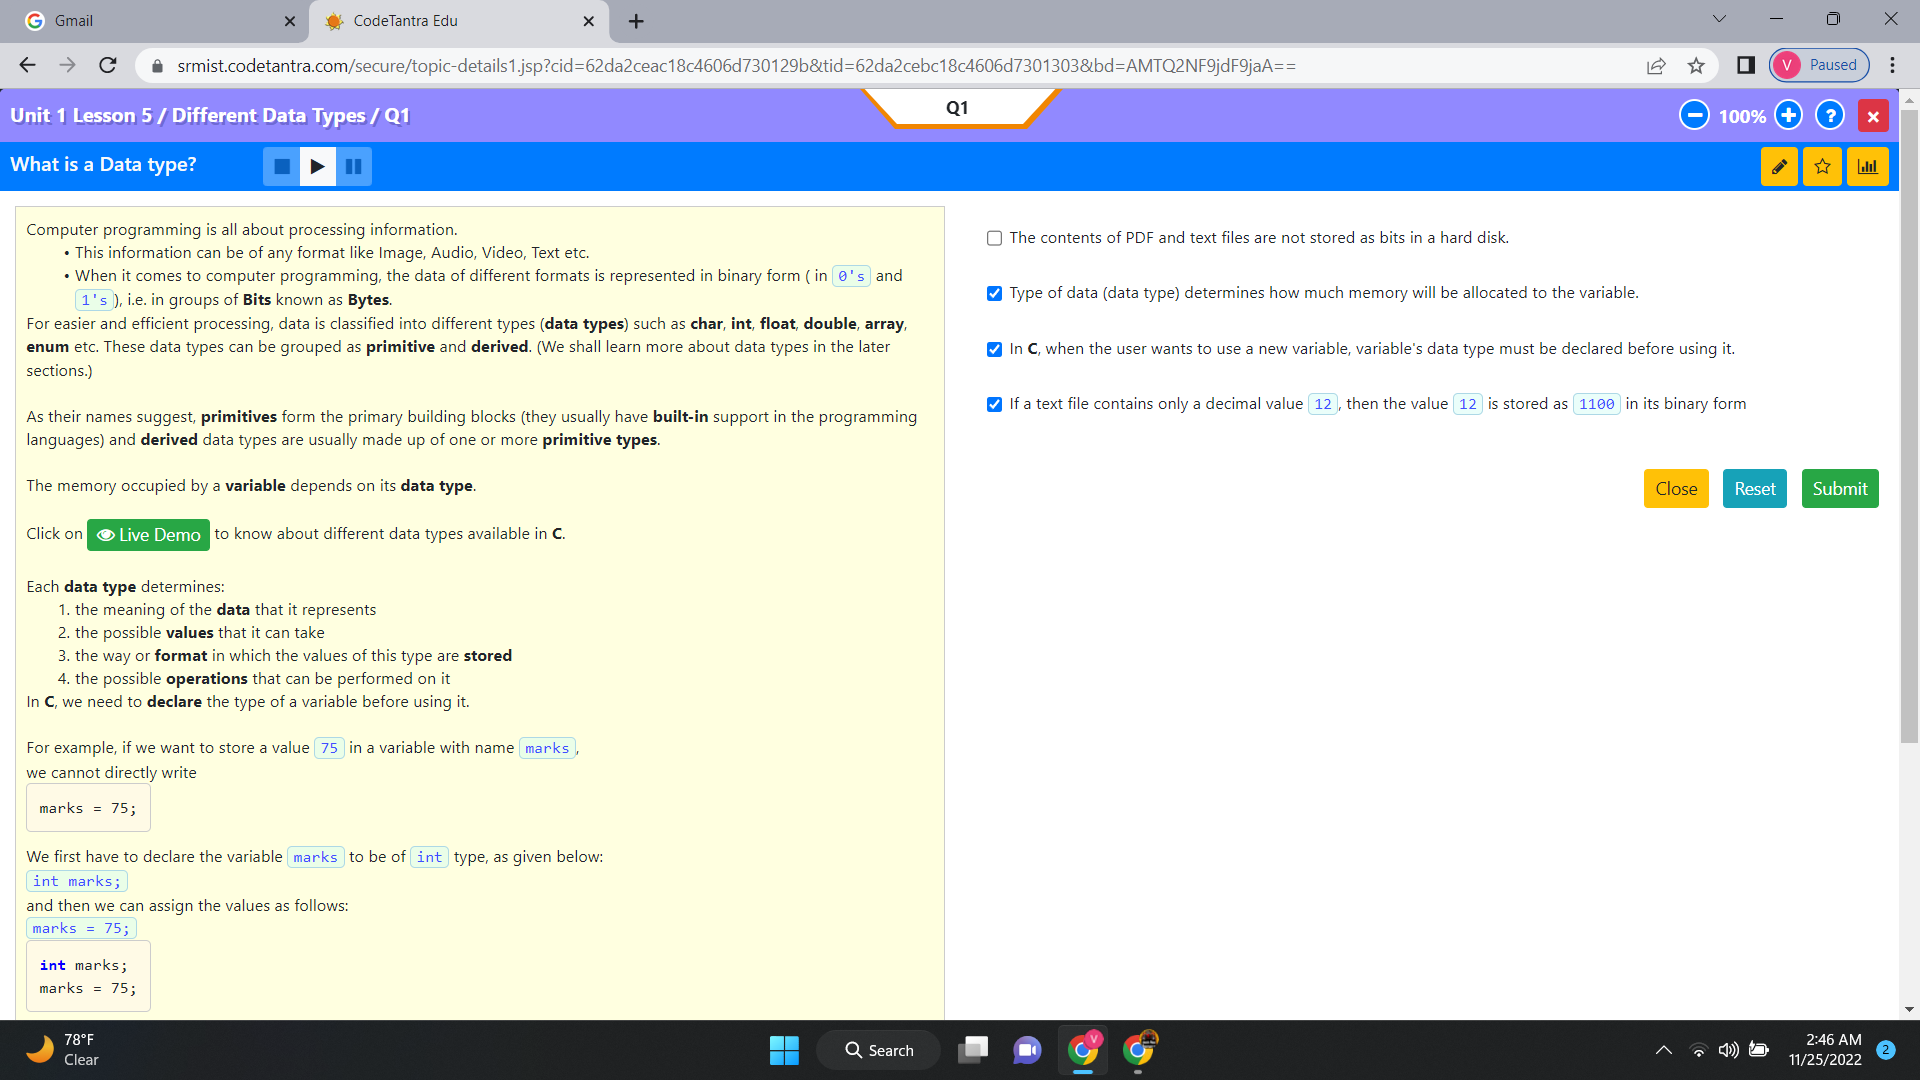 Gmail
CodeTantra Edu
srmist.codetantra.com/secure/topic-details1.jsp?cid=62da2ceac18c4606d730129b&tid=62da2cebc18c4606d7301303&bd=AMTQ2NF9jdF9jaA==
V Paused
Unit 1 Lesson 5 / Different Data Types / Q1
Q1
100%
?
What is a Data type?
Computer programming is all about processing information.
• This information can be of any format like Image, Audio, Video, Text etc.
• When it comes to computer programming, the data of different formats is represented in binary form ( in 0's and
1's ), i.e. in groups of Bits known as Bytes.
For easier and efficient processing, data is classified into different types (data types) such as char, int, float, double, array,
enum etc. These data types can be grouped as primitive and derived. (We shall learn more about data types in the later
sections.)
As their names suggest, primitives form the primary building blocks (they usually have built-in support in the programming
languages) and derived data types are usually made up of one or more primitive types.
The memory occupied by a variable depends on its data type.
Click on Live Demo to know about different data types available in C.
Each data type determines:
1. the meaning of the data that it represents
2. the possible values that it can take
3. the way or format in which the values of this type are stored
4. the possible operations that can be performed on it
In C, we need to declare the type of a variable before using it.
For example, if we want to store a value 75 in a variable with name marks ,
we cannot directly write
marks = 75;
We first have to declare the variable marks to be of int type, as given below:
int marks;
and then we can assign the values as follows:
marks = 75;
int marks;
marks = 75;
The contents of PDF and text files are not stored as bits in a hard disk.
Type of data (data type) determines how much memory will be allocated to the variable.
In C, when the user wants to use a new variable, variable's data type must be declared before using it.
If a text file contains only a decimal value 12 , then the value 12 is stored as 1100 in its binary form
Close Reset Submit
78°F
Clear
Search
V
2:46 AM
11/25/2022
2